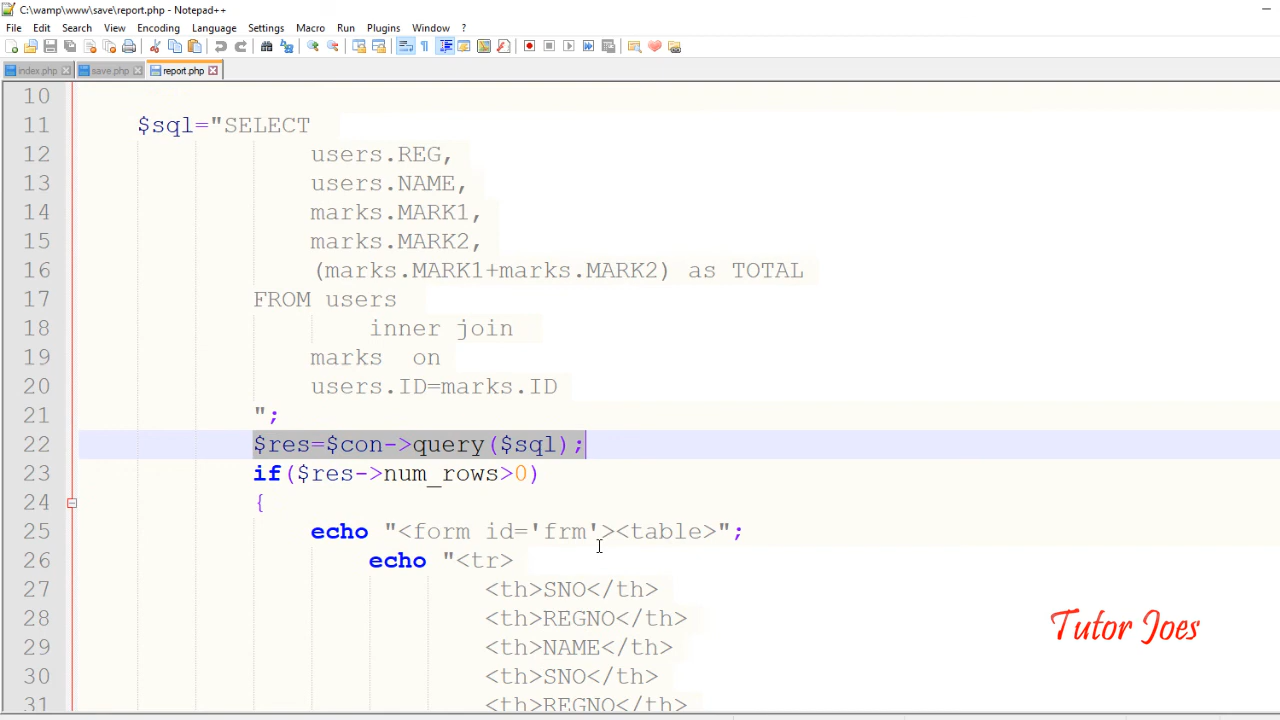 C:\wamp\www\save\report.php - Notepad++
File Edit Search View Encoding Language Settings Macro Run Plugins Window ?
index.php save.php report.php
10
11 $sql="SELECT
12 users.REG,
13 users.NAME,
14 marks.MARK1,
15 marks.MARK2,
16 (marks.MARK1+marks.MARK2) as TOTAL
17 FROM users
18 inner join
19 marks on
20 users.ID=marks.ID
21 ";
22 $res=$con->query($sql);
23 if($res->num_rows>0)
24 {
25 echo "<form id='frm'><table>";
26 echo "<tr>
27 <th>SNO</th>
28 <th>REGNO</th>
29 <th>NAME</th>
30 <th>SNO</th>
31 <th>REGNO</th>
Tutor Joes